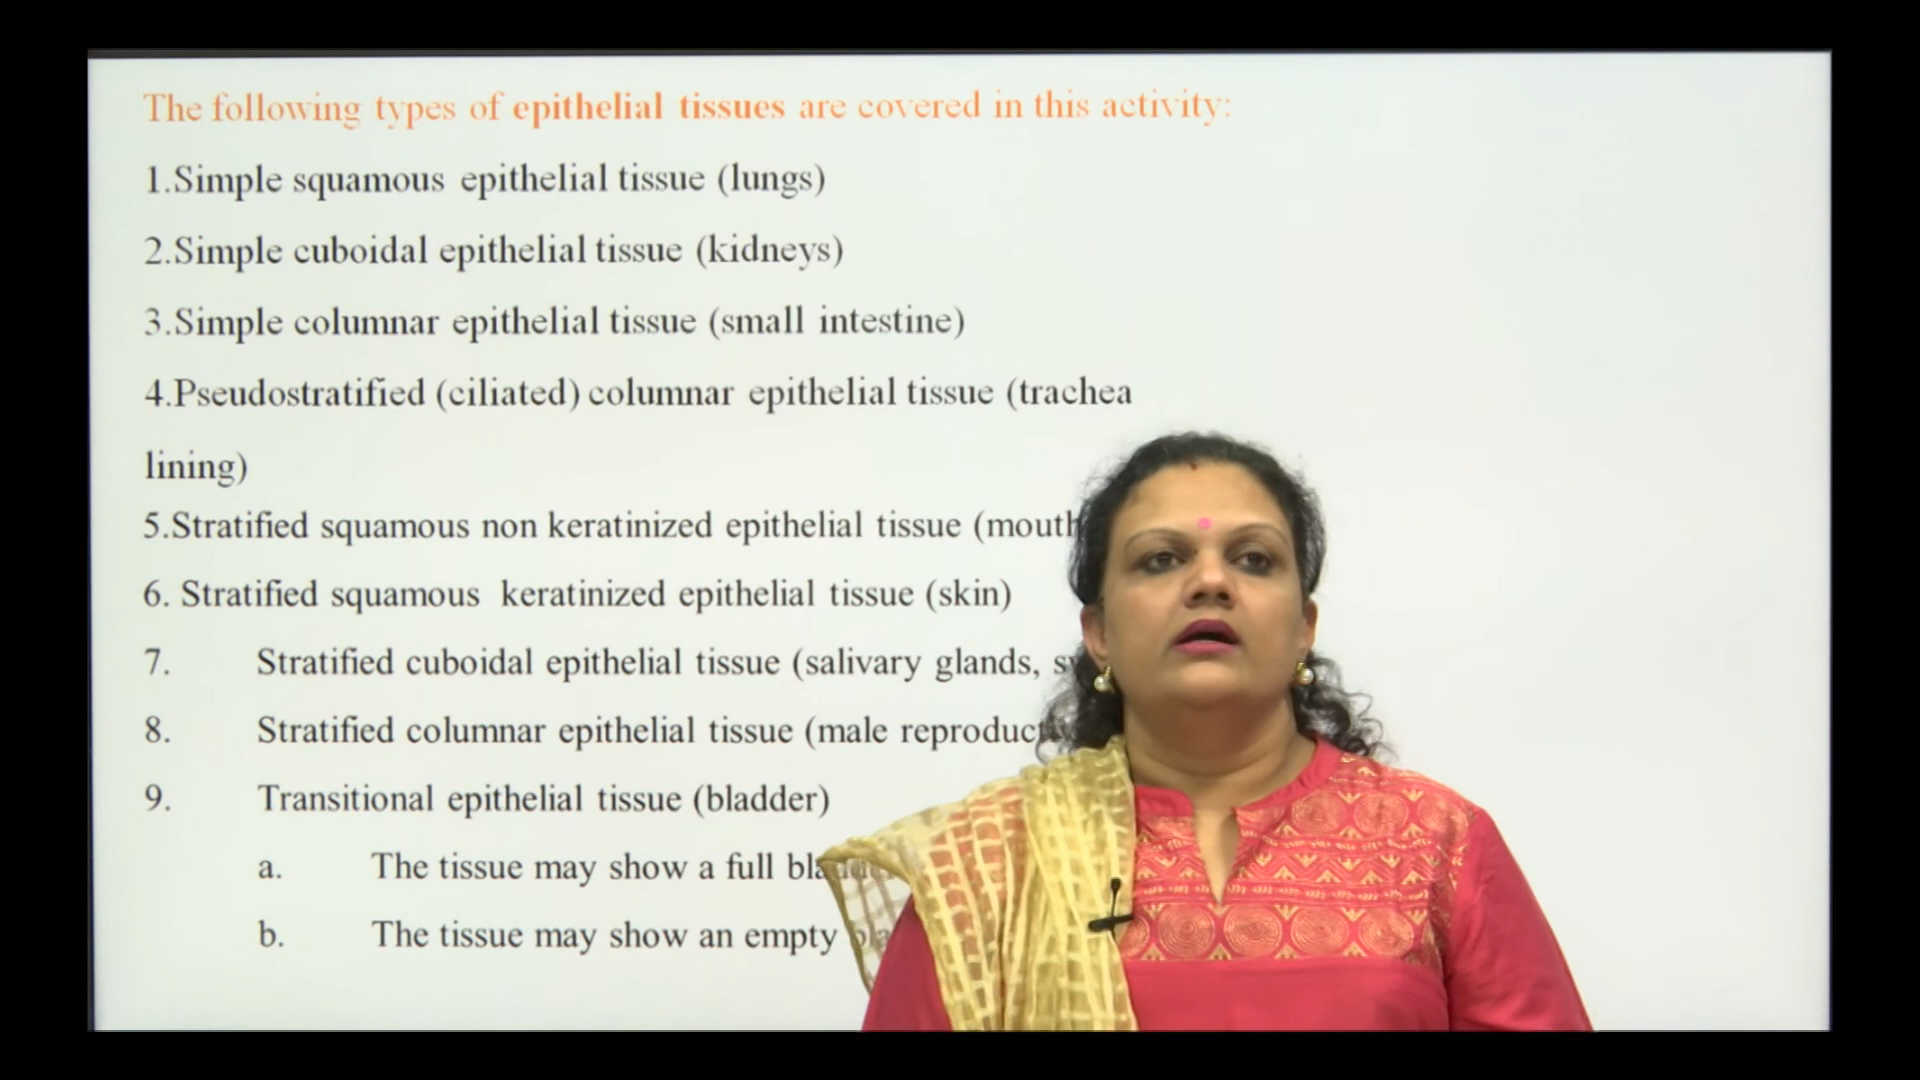 The following types of epithelial tissues are covered in this activity:
1.Simple squamous epithelial tissue (lungs)
2.Simple cuboidal epithelial tissue (kidneys)
3.Simple columnar epithelial tissue (small intestine)
4.Pseudostratified (ciliated) columnar epithelial tissue (trachea
lining)
5.Stratified squamous non keratinized epithelial tissue (mouth
6. Stratified squamous keratinized epithelial tissue (skin)
7. Stratified cuboidal epithelial tissue (salivary glands,
8. Stratified columnar epithelial tissue (male
9. Transitional epithelial tissue (bladder)
a. The tissue may show a full
b. The tissue may show an empty